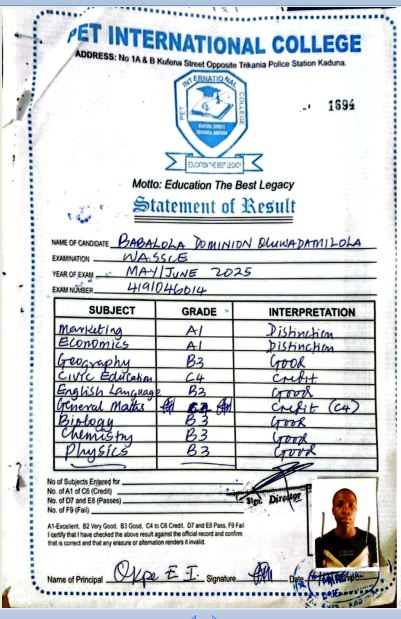 PET INTERNATIONAL COLLEGE
ADDRESS: No 1A & B Kufena Street Opposite Trikania Police Station Kaduna.
PET INTERNATIONAL COLLEGE
KUFENA STREET
TRIKANIA KADUNA
EDUCATION THE BEST LEGACY
1694
Motto: Education The Best Legacy
Statement of Result
NAME OF CANDIDATE BABALOLA DOMINION OLUWADAMILOLA
EXAMINATION WASSCE
YEAR OF EXAM MAY/JUNE 2025
EXAM NUMBER 4191046014
SUBJECT GRADE INTERPRETATION
Marketing A1 Distinction
Economics A1 Distinction
Geography B3 Good
Civic Education C4 Credit
English Language B3 Good
General Maths Credit (C4)
Biology B3 Good
Chemistry B3 Good
Physics B3 Good
No of Subjects Entered for
No of A1 of C6 (Credit)
No of D7 and E8 (Passes)
No of F9 (Fail)
Sign. Director
A1-Excellent, B2 Very Good, B3 Good, C4 to C6 Credit, D7 and E8 Pass, F9 Fail
I certify that I have checked the above result against the official record and confirm
that is correct and that any erasure or alternation renders it invalid.
Name of Principal Okpe E I. Signature Date